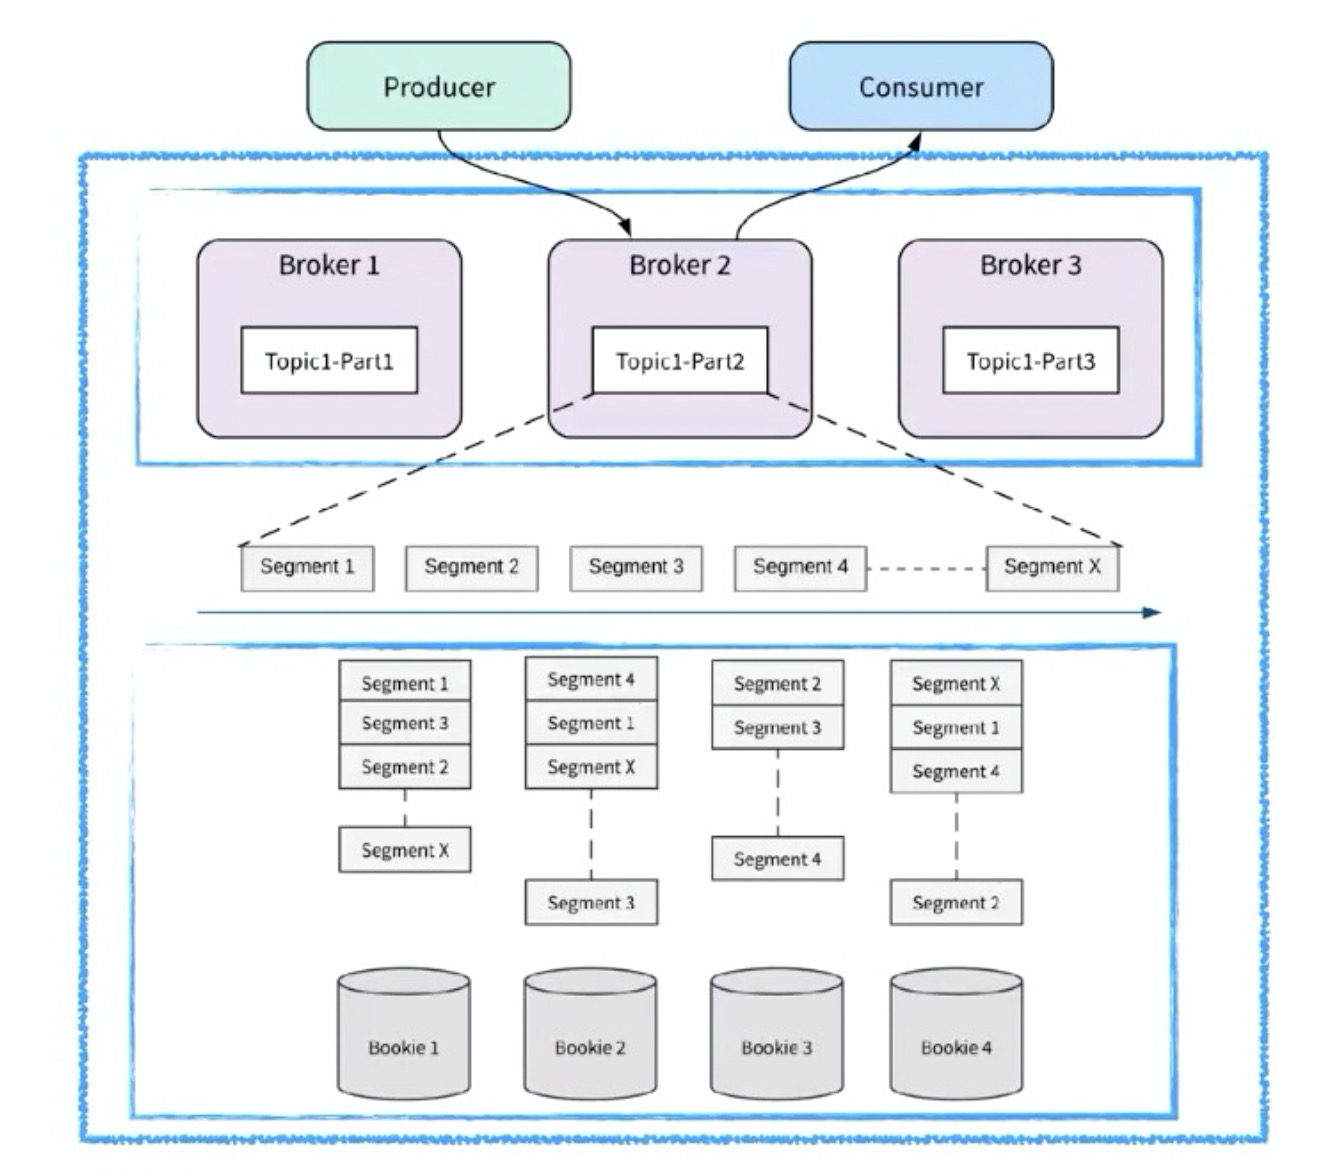 Producer
Consumer
Broker 1
Broker 2
Broker 3
Topic1-Part1
Topic1-Part2
Topic1-Part3
Segment 1
Segment 2
Segment 3
Segment 4
Segment X
Segment 1
Segment 3
Segment 2
Segment X
Segment 4
Segment 1
Segment X
Segment 3
Segment 2
Segment 3
Segment 4
Segment X
Segment 1
Segment 4
Segment 2
Bookie 1
Bookie 2
Bookie 3
Bookie 4